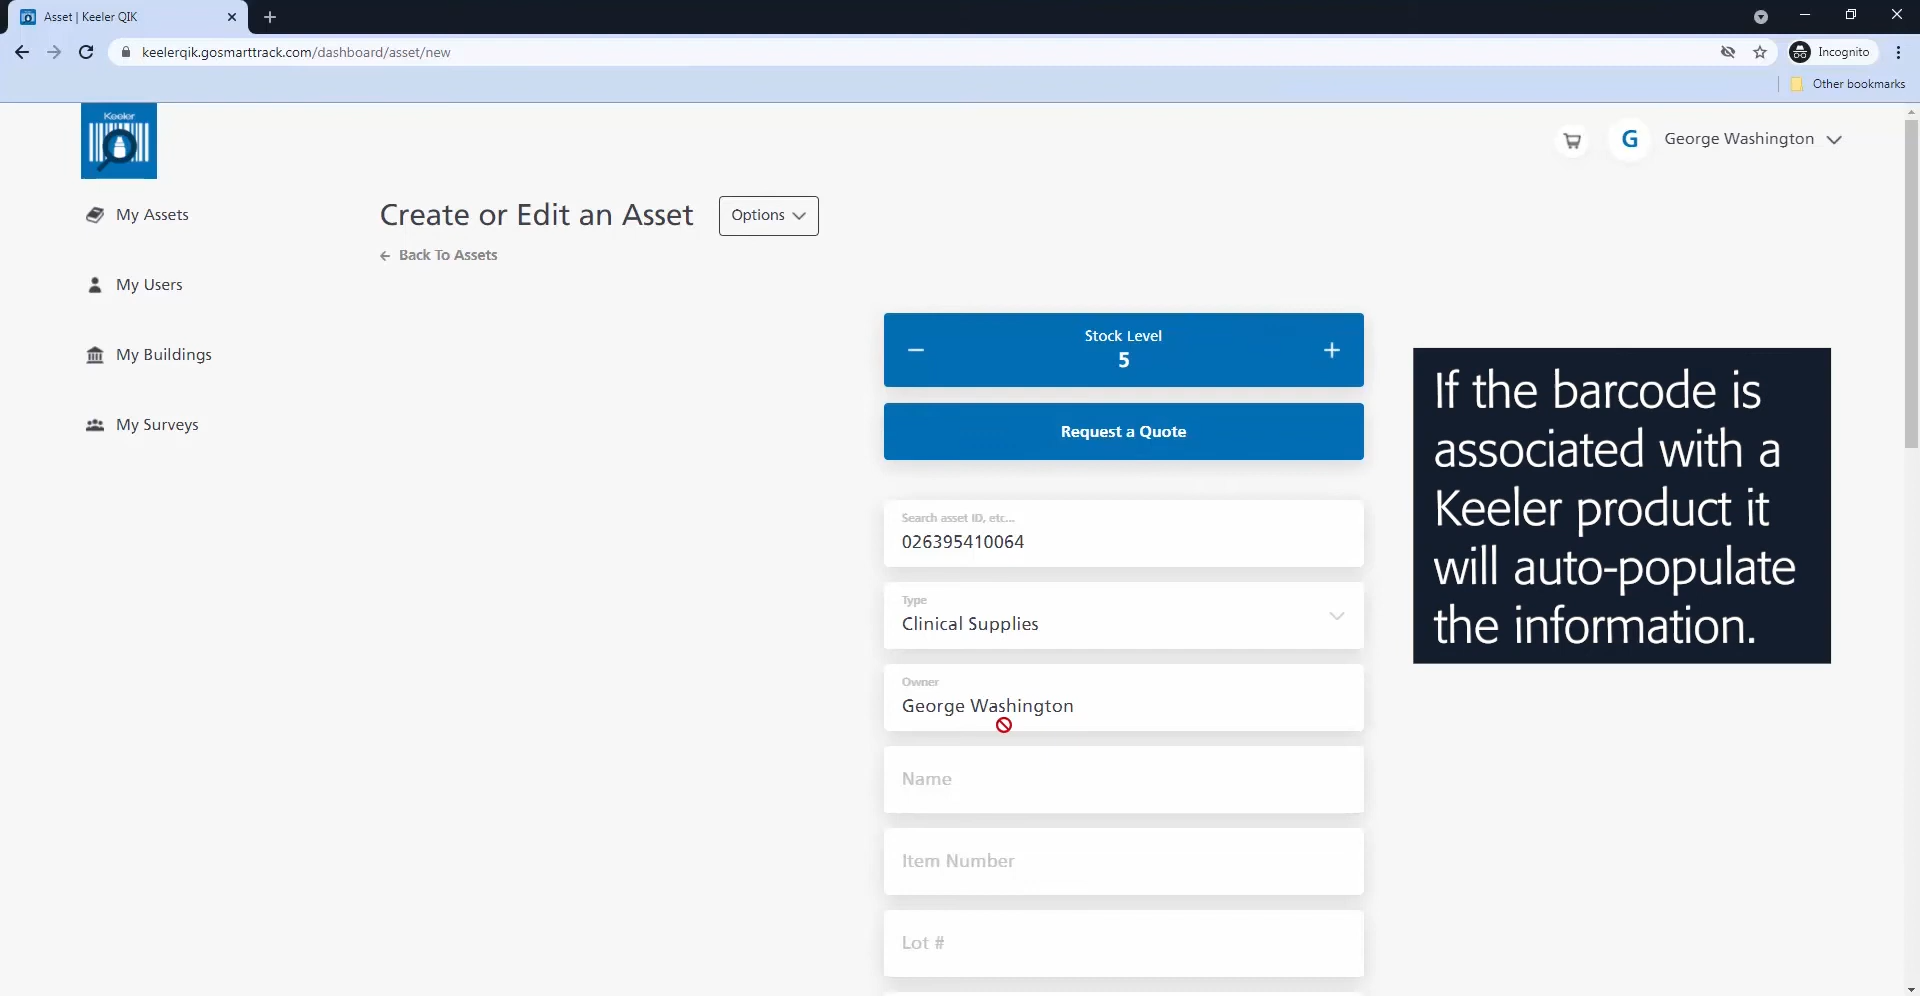 Asset | Keeler QIK
keelerqik.gosmarttrack.com/dashboard/asset/new
Incognito
Other bookmarks
Keeler
G
George Washington
My Assets
My Users
My Buildings
My Surveys
Create or Edit an Asset
Options
Back To Assets
Stock Level
5
Request a Quote
Search asset ID, etc...
026395410064
Type
Clinical Supplies
Owner
George Washington
Name
Item Number
Lot #
If the barcode is
associated with a
Keeler product it
will auto-populate
the information.